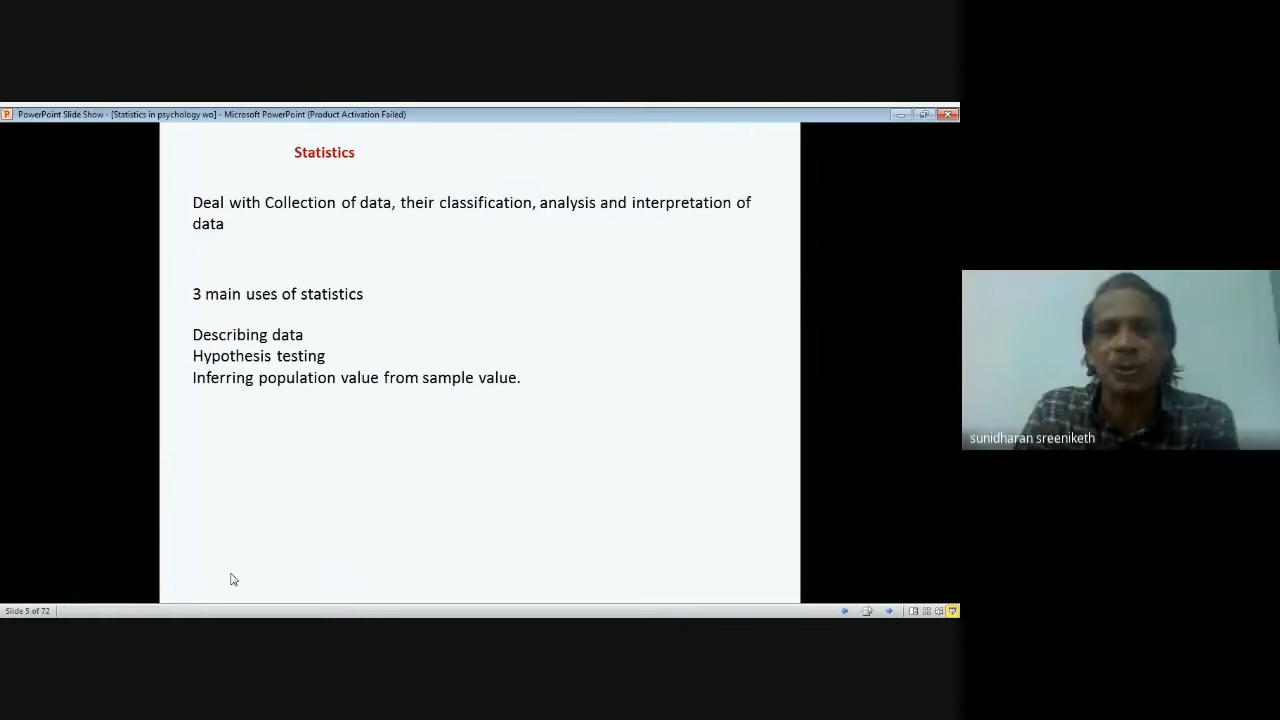 PowerPoint Slide Show - [Statistics in psychology wo] - Microsoft PowerPoint (Product Activation Failed)
Statistics
Deal with Collection of data, their classification, analysis and interpretation of
data
3 main uses of statistics
Describing data
Hypothesis testing
Inferring population value from sample value.
sunidharan sreeniketh
Slide 5 of 72